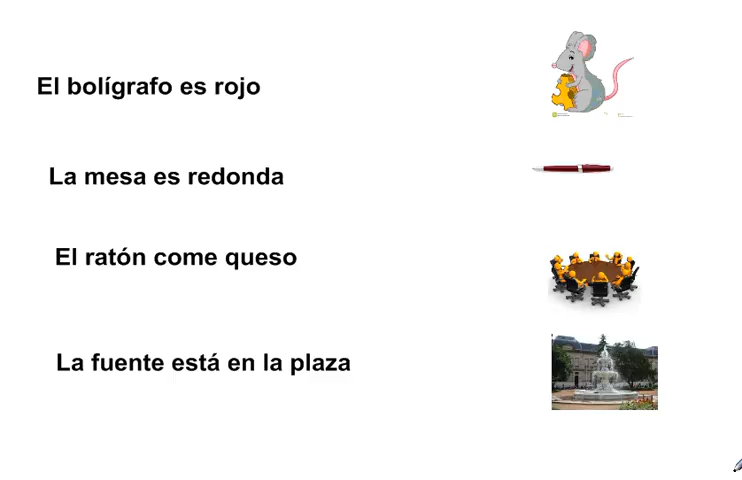 El bolígrafo es rojo
La mesa es redonda
El ratón come queso
La fuente está en la plaza